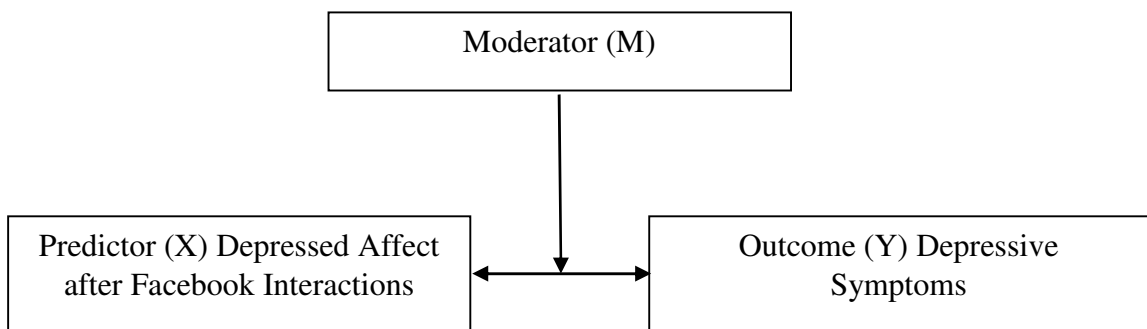 Moderator (M)
Predictor (X) Depressed Affect
after Facebook Interactions
Outcome (Y) Depressive
Symptoms